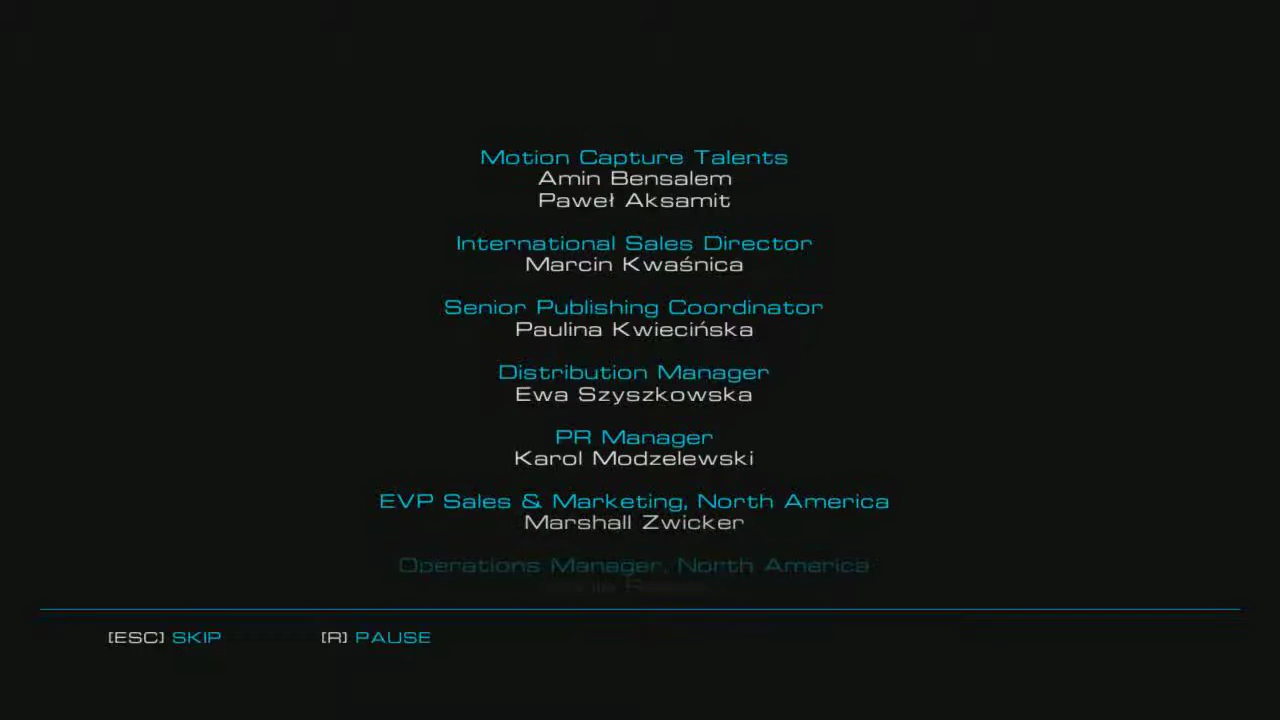 Motion Capture Talents
Amin Bensalem
Paweł Aksamit
International Sales Director
Marcin Kwaśnica
Senior Publishing Coordinator
Paulina Kwiecińska
Distribution Manager
Ewa Szyszkowska
PR Manager
Karol Modzelewski
EVP Sales & Marketing, North America
Marshall Zwicker
Operations Manager, North America
[ESC] SKIP
[R] PAUSE